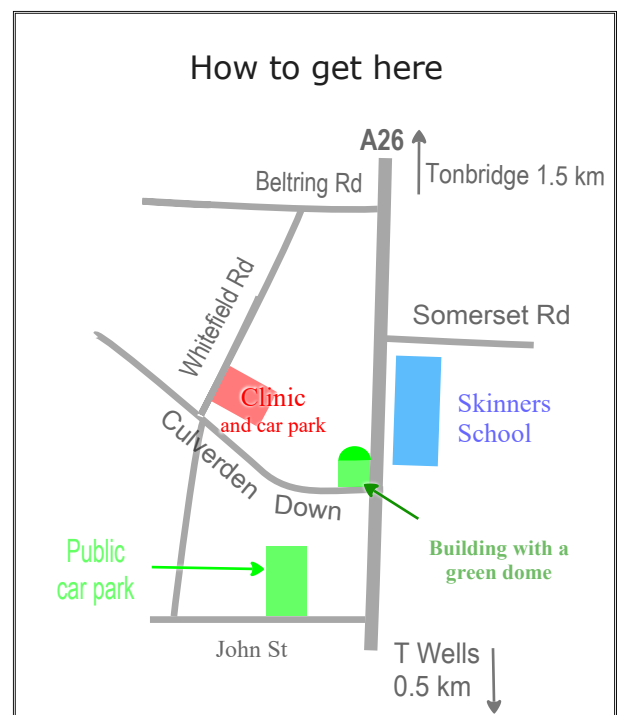 How to get here
A26
Tonbridge 1.5 km
Beltring Rd
Whitefield Rd
Somerset Rd
Clinic
and car park
Skinners
School
Culverden
Down
Building with a
green dome
Public
car park
John St
T Wells
0.5 km